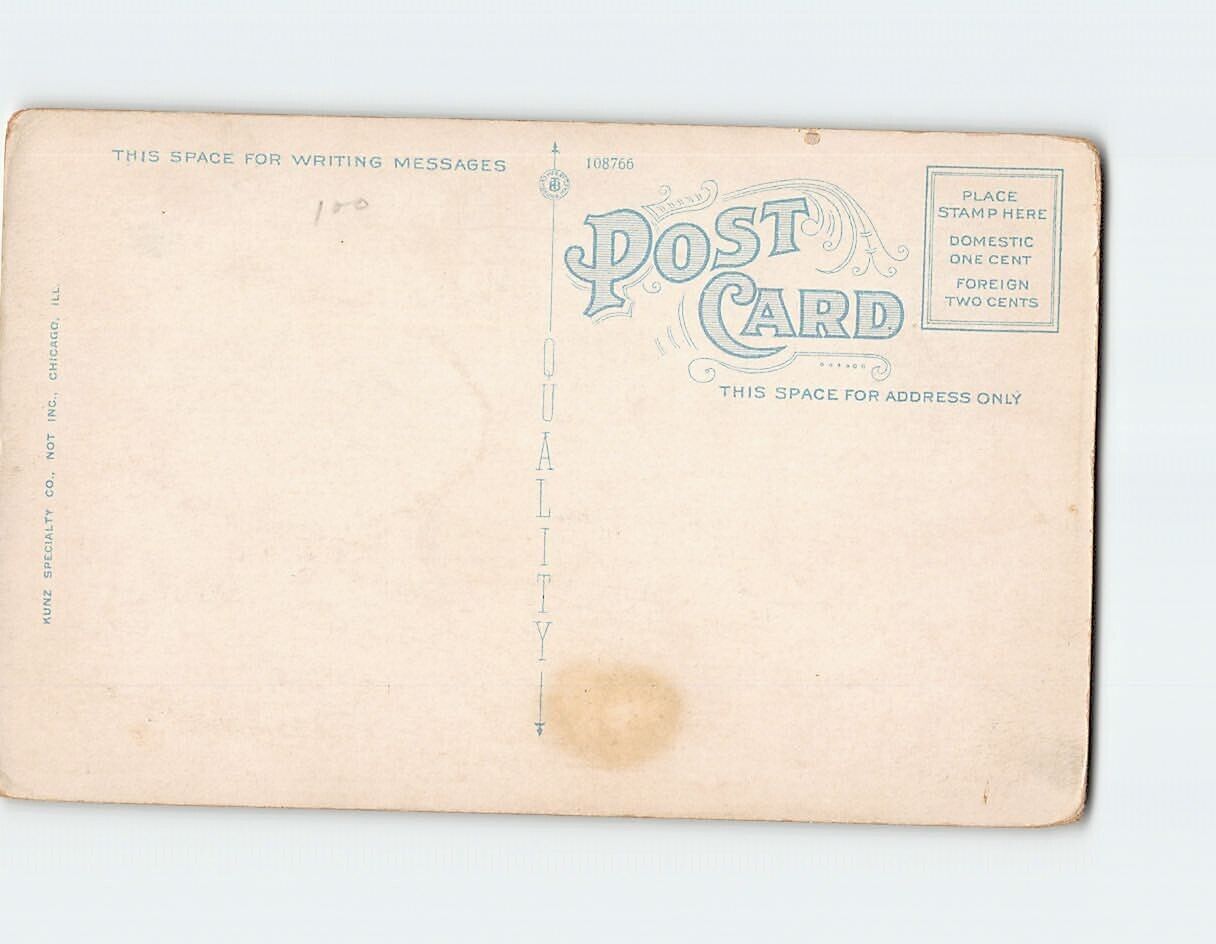 THIS SPACE FOR WRITING MESSAGES
100
KUNZ SPECIALTY CO., NOT INC., CHICAGO, ILL.
QUALITY
108766
POST
CARD
PLACE
STAMP HERE
DOMESTIC
ONE CENT
FOREIGN
TWO CENTS
THIS SPACE FOR ADDRESS ONLY